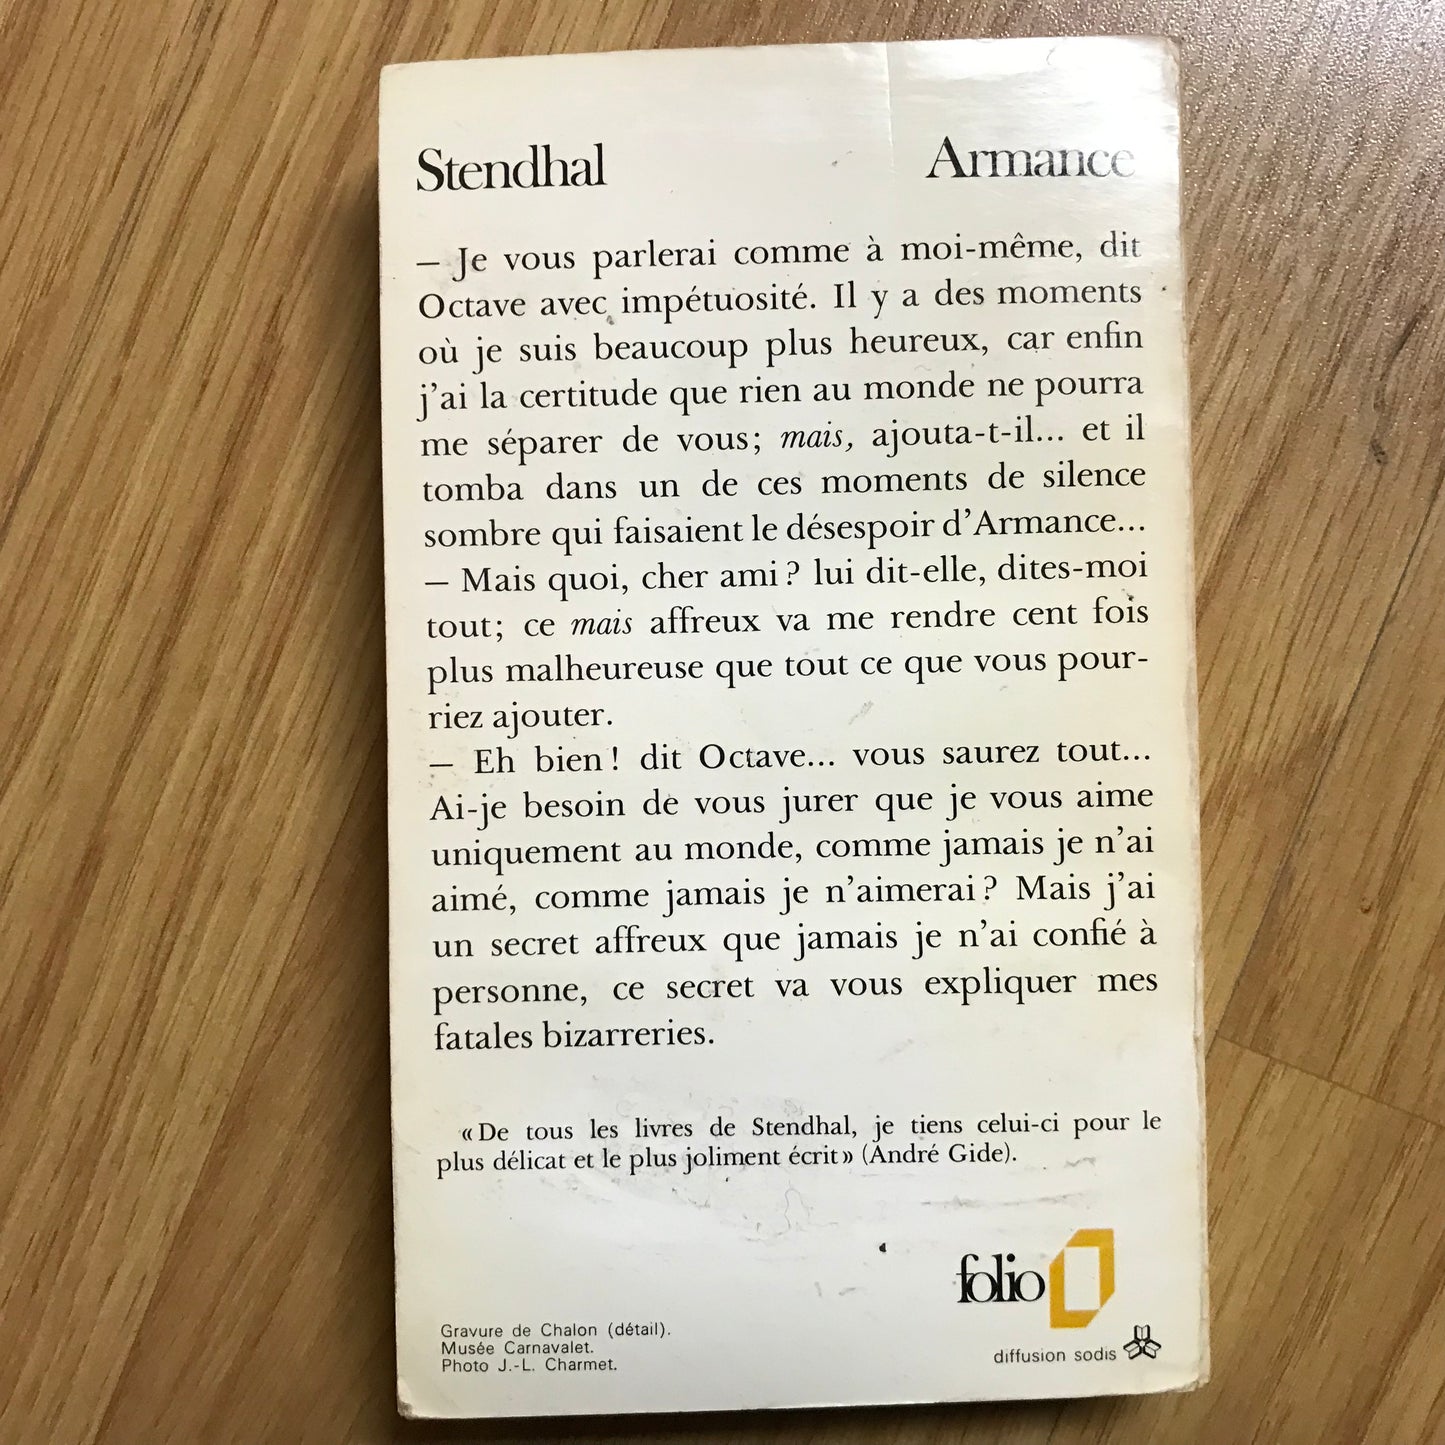 Stendhal Armance
— Je vous parlerai comme à moi-même, dit
Octave avec impétuosité. Il y a des moments
où je suis beaucoup plus heureux, car enfin
j'ai la certitude que rien au monde ne pourra
me séparer de vous; mais, ajouta-t-il... et il
tomba dans un de ces moments de silence
sombre qui faisaient le désespoir d'Armance...
— Mais quoi, cher ami? lui dit-elle, dites-moi
tout; ce mais affreux va me rendre cent fois
plus malheureuse que tout ce que vous pour-
riez ajouter.
— Eh bien! dit Octave... vous saurez tout...
Ai-je besoin de vous jurer que je vous aime
uniquement au monde, comme jamais je n'ai
aimé, comme jamais je n'aimerai? Mais j'ai
un secret affreux que jamais je n'ai confié à
personne, ce secret va vous expliquer mes
fatales bizarreries.
«De tous les livres de Stendhal, je tiens celui-ci pour le
plus délicat et le plus joliment écrit» (André Gide).
folio
Gravure de Chalon (détail).
Musée Carnavalet.
Photo J.-L. Charmet.
diffusion sodis